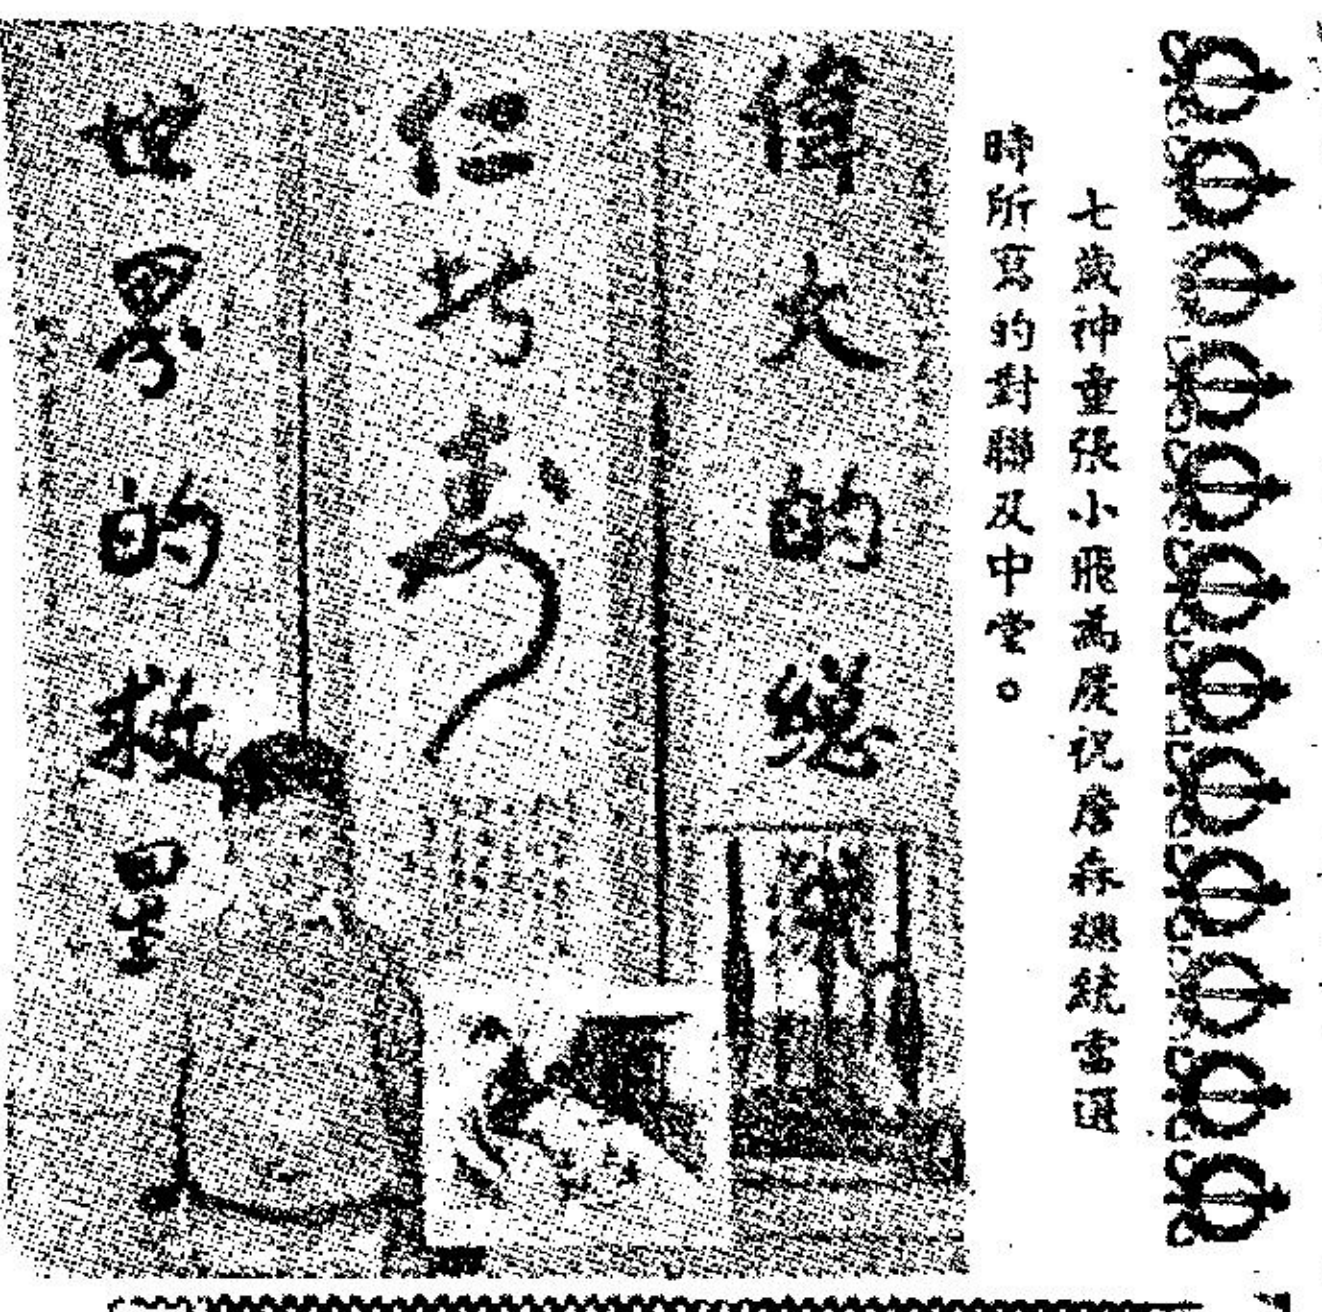 七歲神童張小飛為慶祝詹森總統當選
時所寫的對聯及中堂。
偉大的總
仁者壽
世界的救星